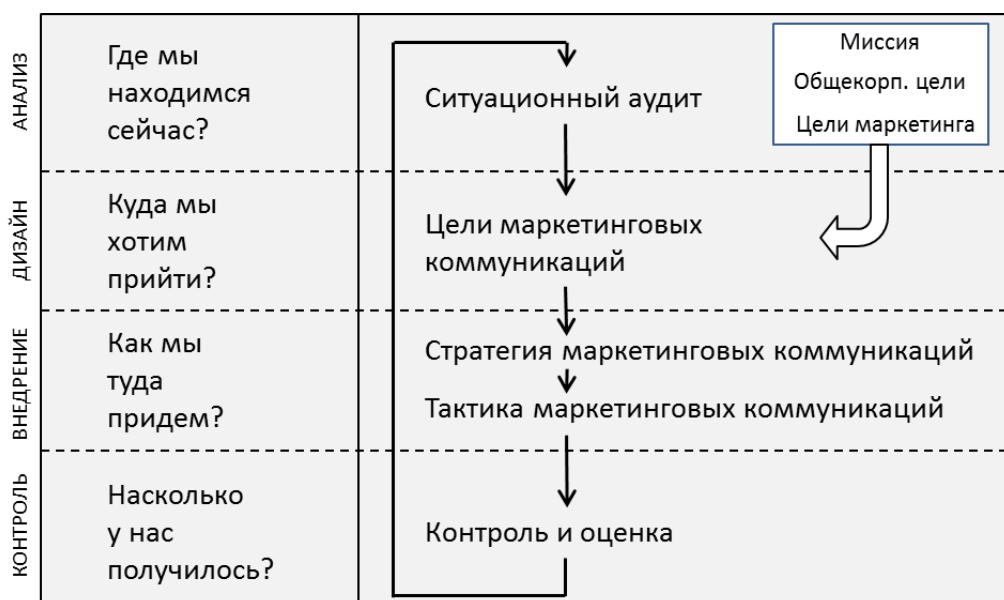 АНАЛИЗ
Где мы
находимся
сейчас?
Ситуационный аудит
Миссия
Общекорп. цели
Цели маркетинга
ДИЗАЙН
Куда мы
хотим
прийти?
Цели маркетинговых
коммуникаций
ВНЕДРЕНИЕ
Как мы
туда
придем?
Стратегия маркетинговых коммуникаций
Тактика маркетинговых коммуникаций
КОНТРОЛЬ
Насколько
у нас
получилось?
Контроль и оценка